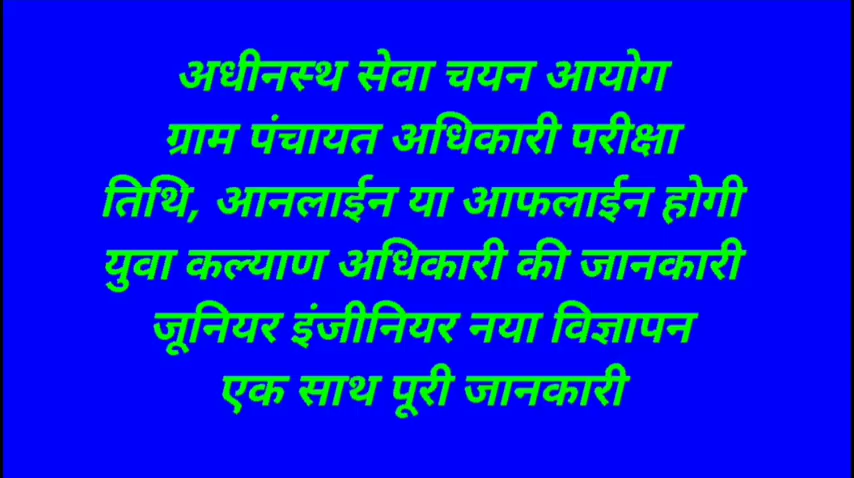 अधीनस्थ सेवा चयन आयोग
ग्राम पंचायत अधिकारी परीक्षा
तिथि, आनलाईन या आफलाईन होगी
युवा कल्याण अधिकारी की जानकारी
जूनियर इंजीनियर नया विज्ञापन
एक साथ पूरी जानकारी